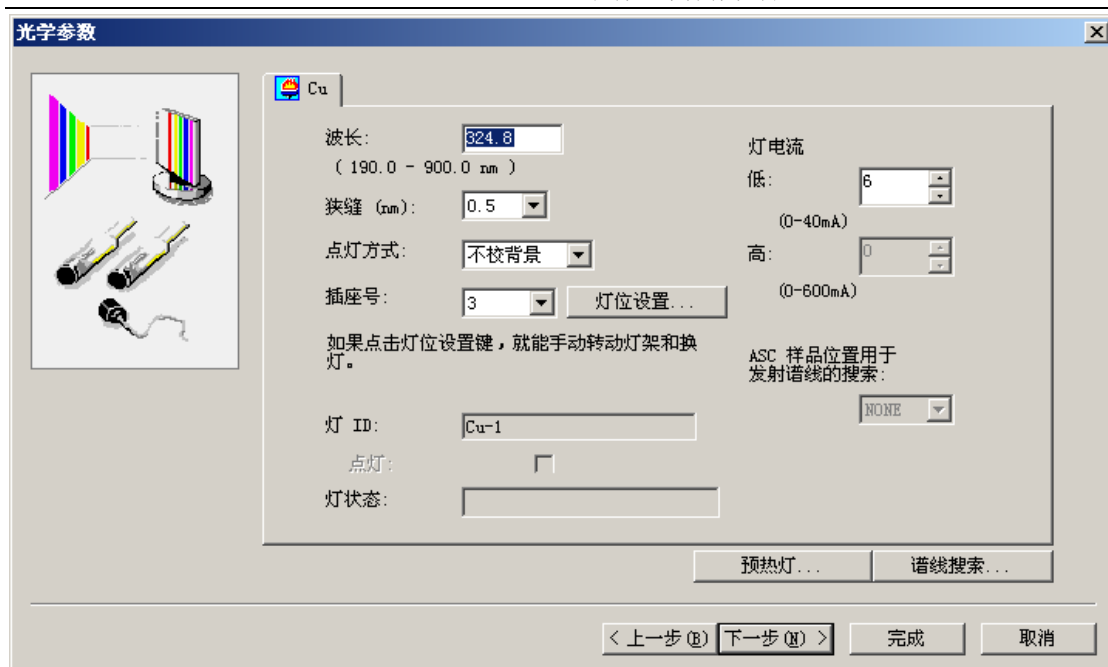 光学参数
Cu
波长: 324.8
( 190.0 - 900.0 nm )
狭缝 (nm): 0.5
点灯方式: 不校背景
插座号: 3 灯位设置...
如果点击灯位设置键，就能手动转动灯架和换
灯。
灯 ID: Cu-1
点灯:
灯状态:
灯电流
低: 6
(0-40mA)
高: 0
(0-600mA)
ASC 样品位置用于
发射谱线的搜索:
NONE
预热灯... 谱线搜索...
< 上一步(B) 下一步(N) > 完成 取消